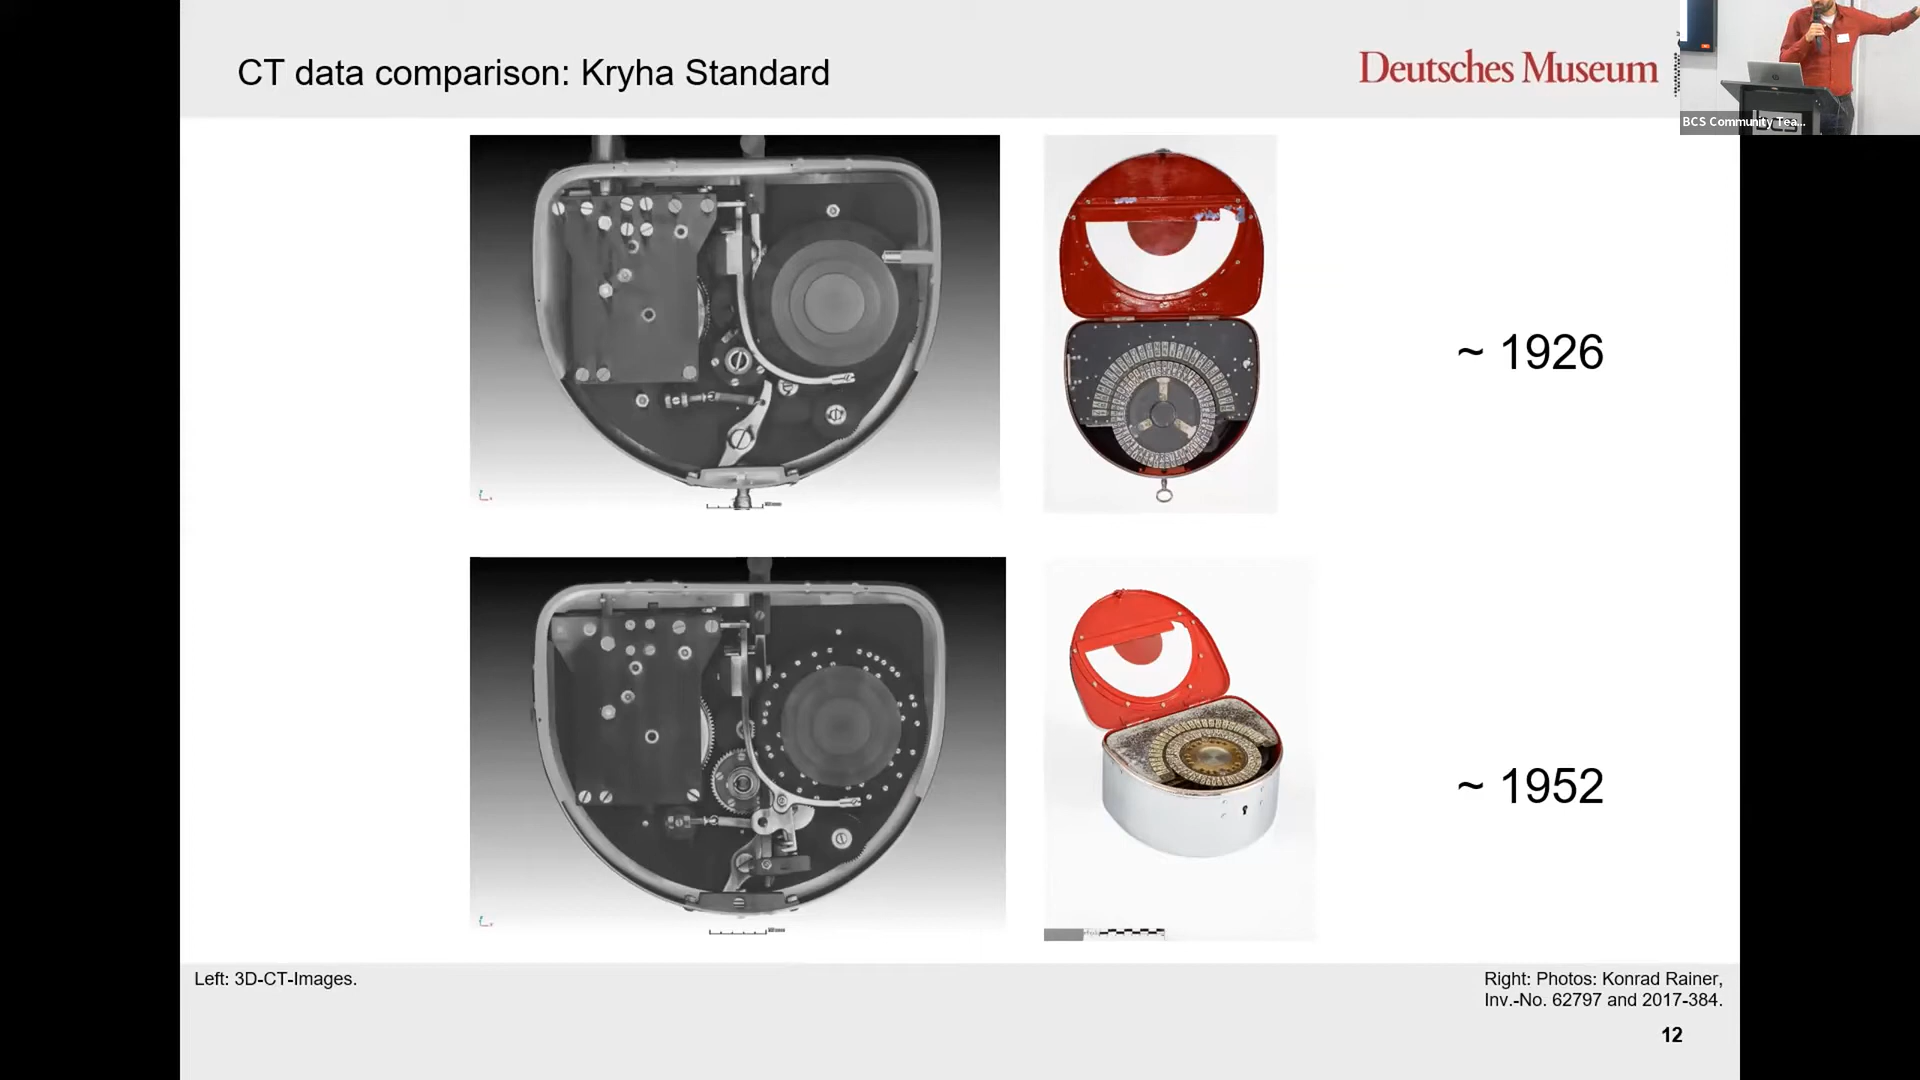 CT data comparison: Kryha Standard
Deutsches Museum
BCS Community Tea...
BCS
~ 1926
~ 1952
Left: 3D-CT-Images.
Right: Photos: Konrad Rainer,
Inv.-No. 62797 and 2017-384.
12